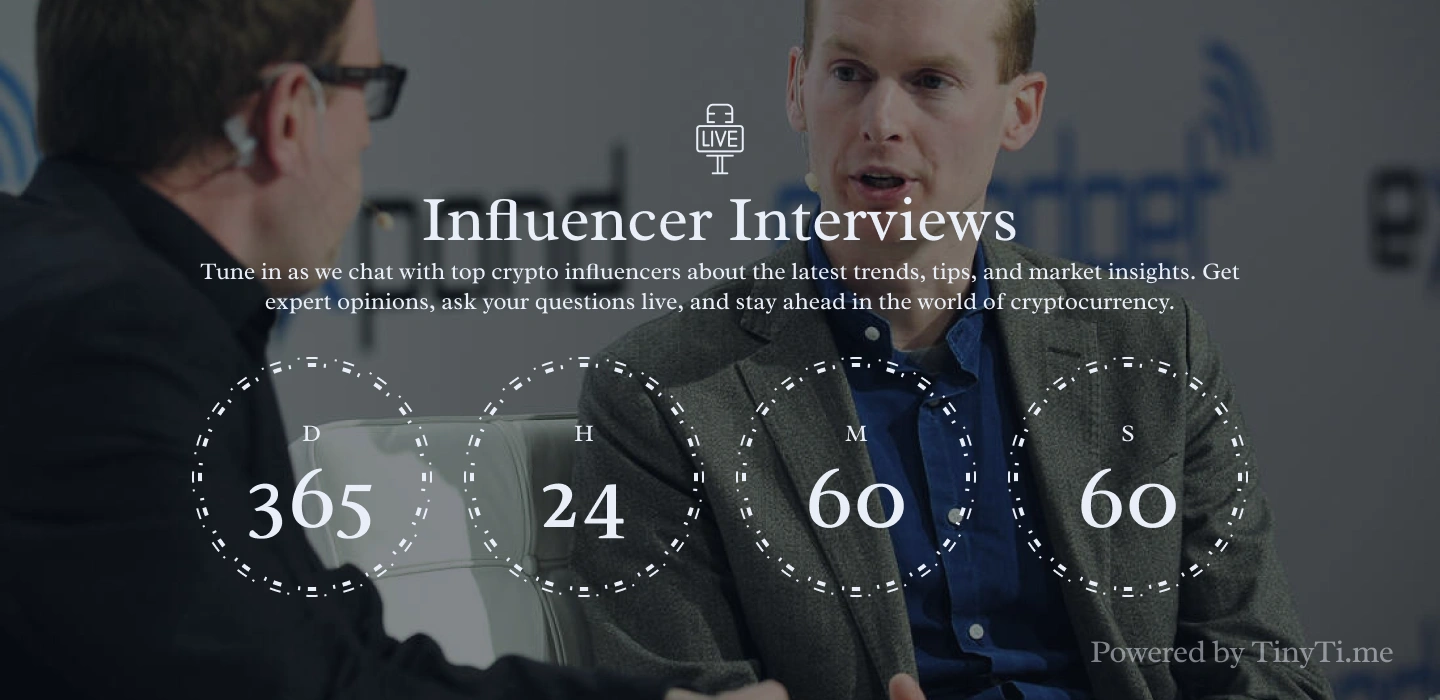 LIVE
Influencer Interviews
Tune in as we chat with top crypto influencers about the latest trends, tips, and market insights. Get
expert opinions, ask your questions live, and stay ahead in the world of cryptocurrency.
D H M S
365 24 60 60
Powered by TinyTi.me